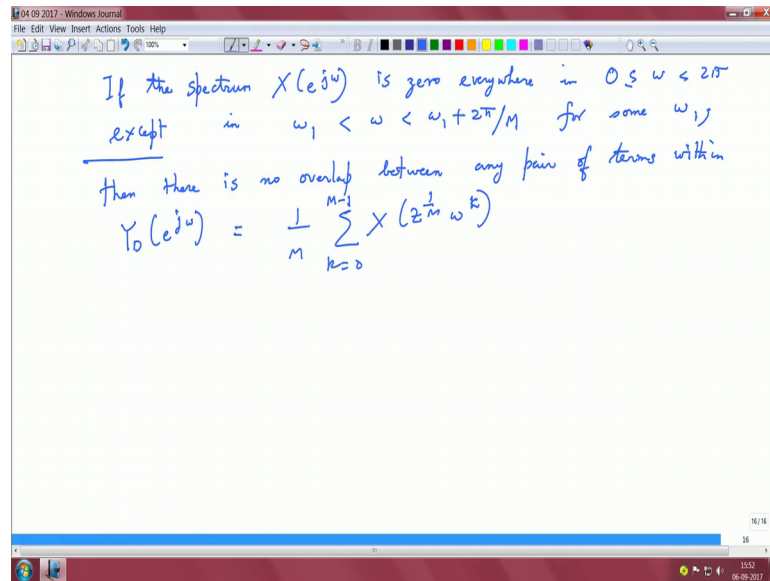 04 09 2017 - Windows Journal
File Edit View Insert Actions Tools Help
100%
If the spectrum X(e^{jω}) is zero everywhere in 0 ≤ ω ≤ 2π
except in ω₁ < ω < ω₁ + 2π/M for some ω₁,
then there is no overlap between any pair of terms within
Y_D(e^{jω}) = 1/M Σ_{k=0}^{M-1} X(z^{1/M} ω^k)
16/16
16
15:52
06-09-2017